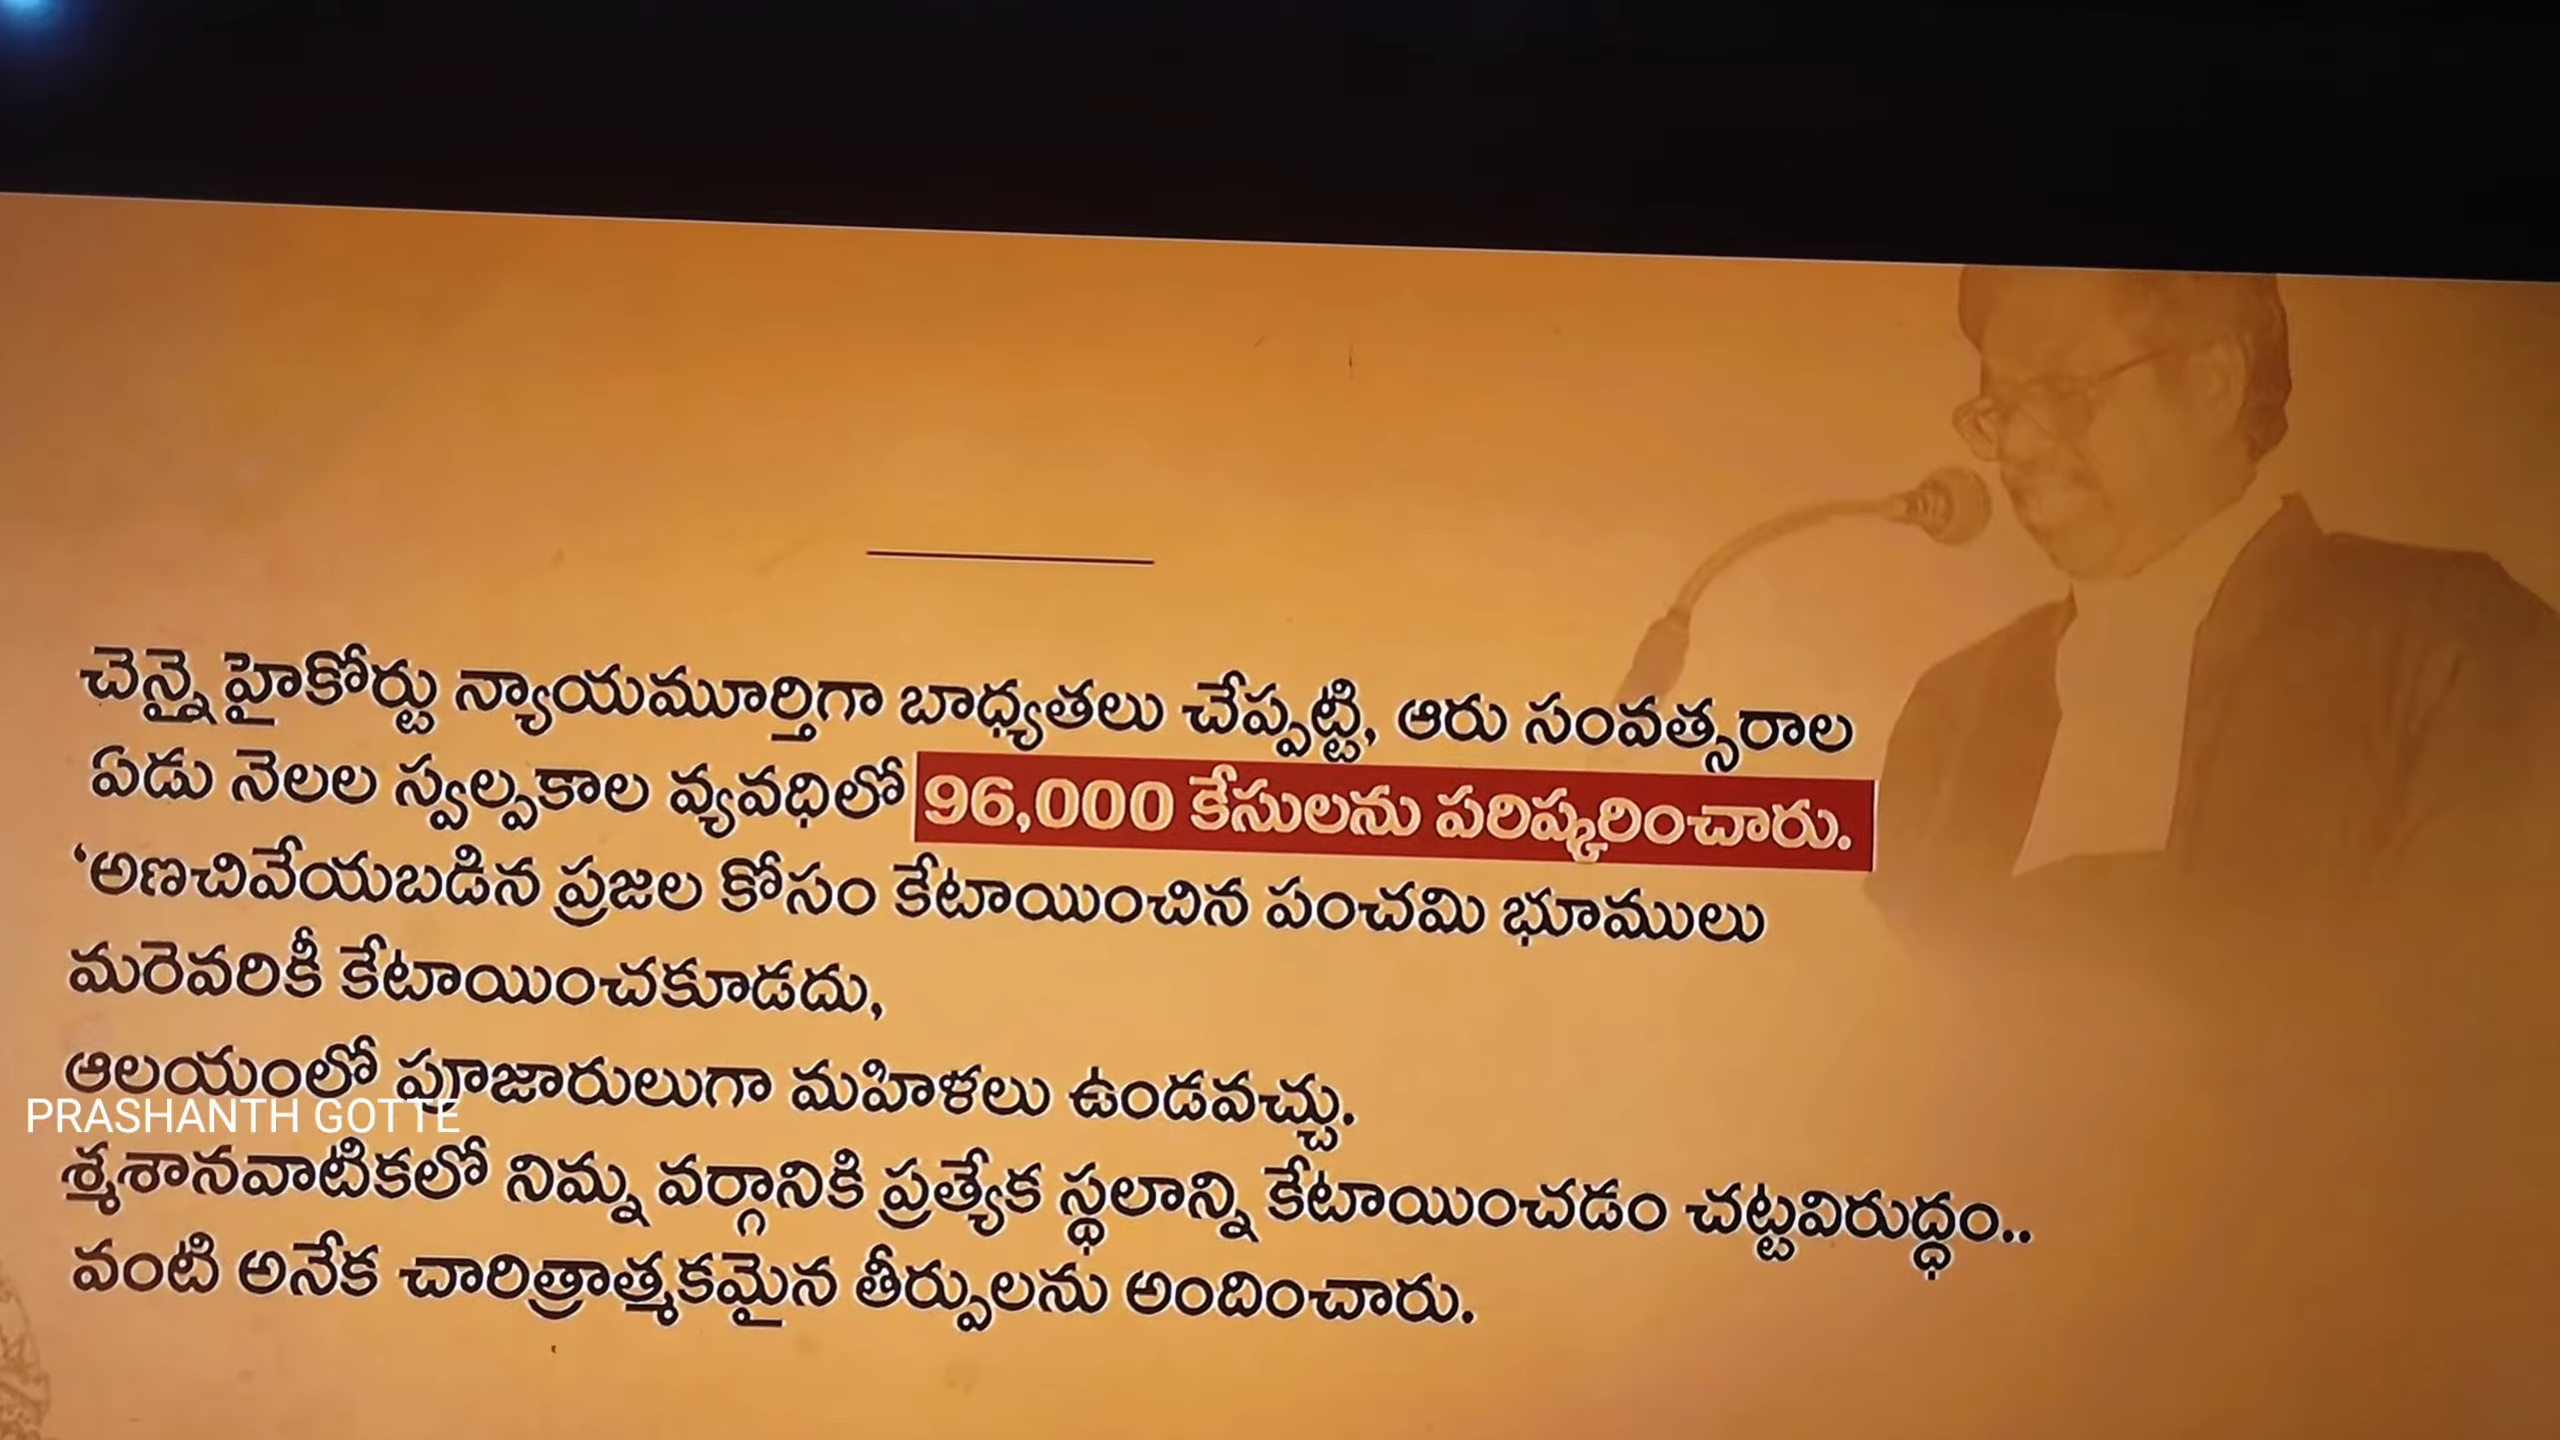 చెన్నై హైకోర్టు న్యాయమూర్తిగా బాధ్యతలు చేపట్టి, ఆరు సంవత్సరాల
ఏడు నెలల స్వల్పకాల వ్యవధిలో 96,000 కేసులను పరిష్కరించారు.
‘అణచివేయబడిన ప్రజల కోసం కేటాయించిన పంచమి భూములు
మరెవరికీ కేటాయించకూడదు,
ఆలయంలో పూజారులుగా మహిళలు ఉండవచ్చు.
PRASHANTH GOTTE
శ్మశానవాటికలో నిమ్న వర్గానికి ప్రత్యేక స్థలాన్ని కేటాయించడం చట్టవిరుద్ధం..
వంటి అనేక చారిత్రాత్మకమైన తీర్పులను అందించారు.